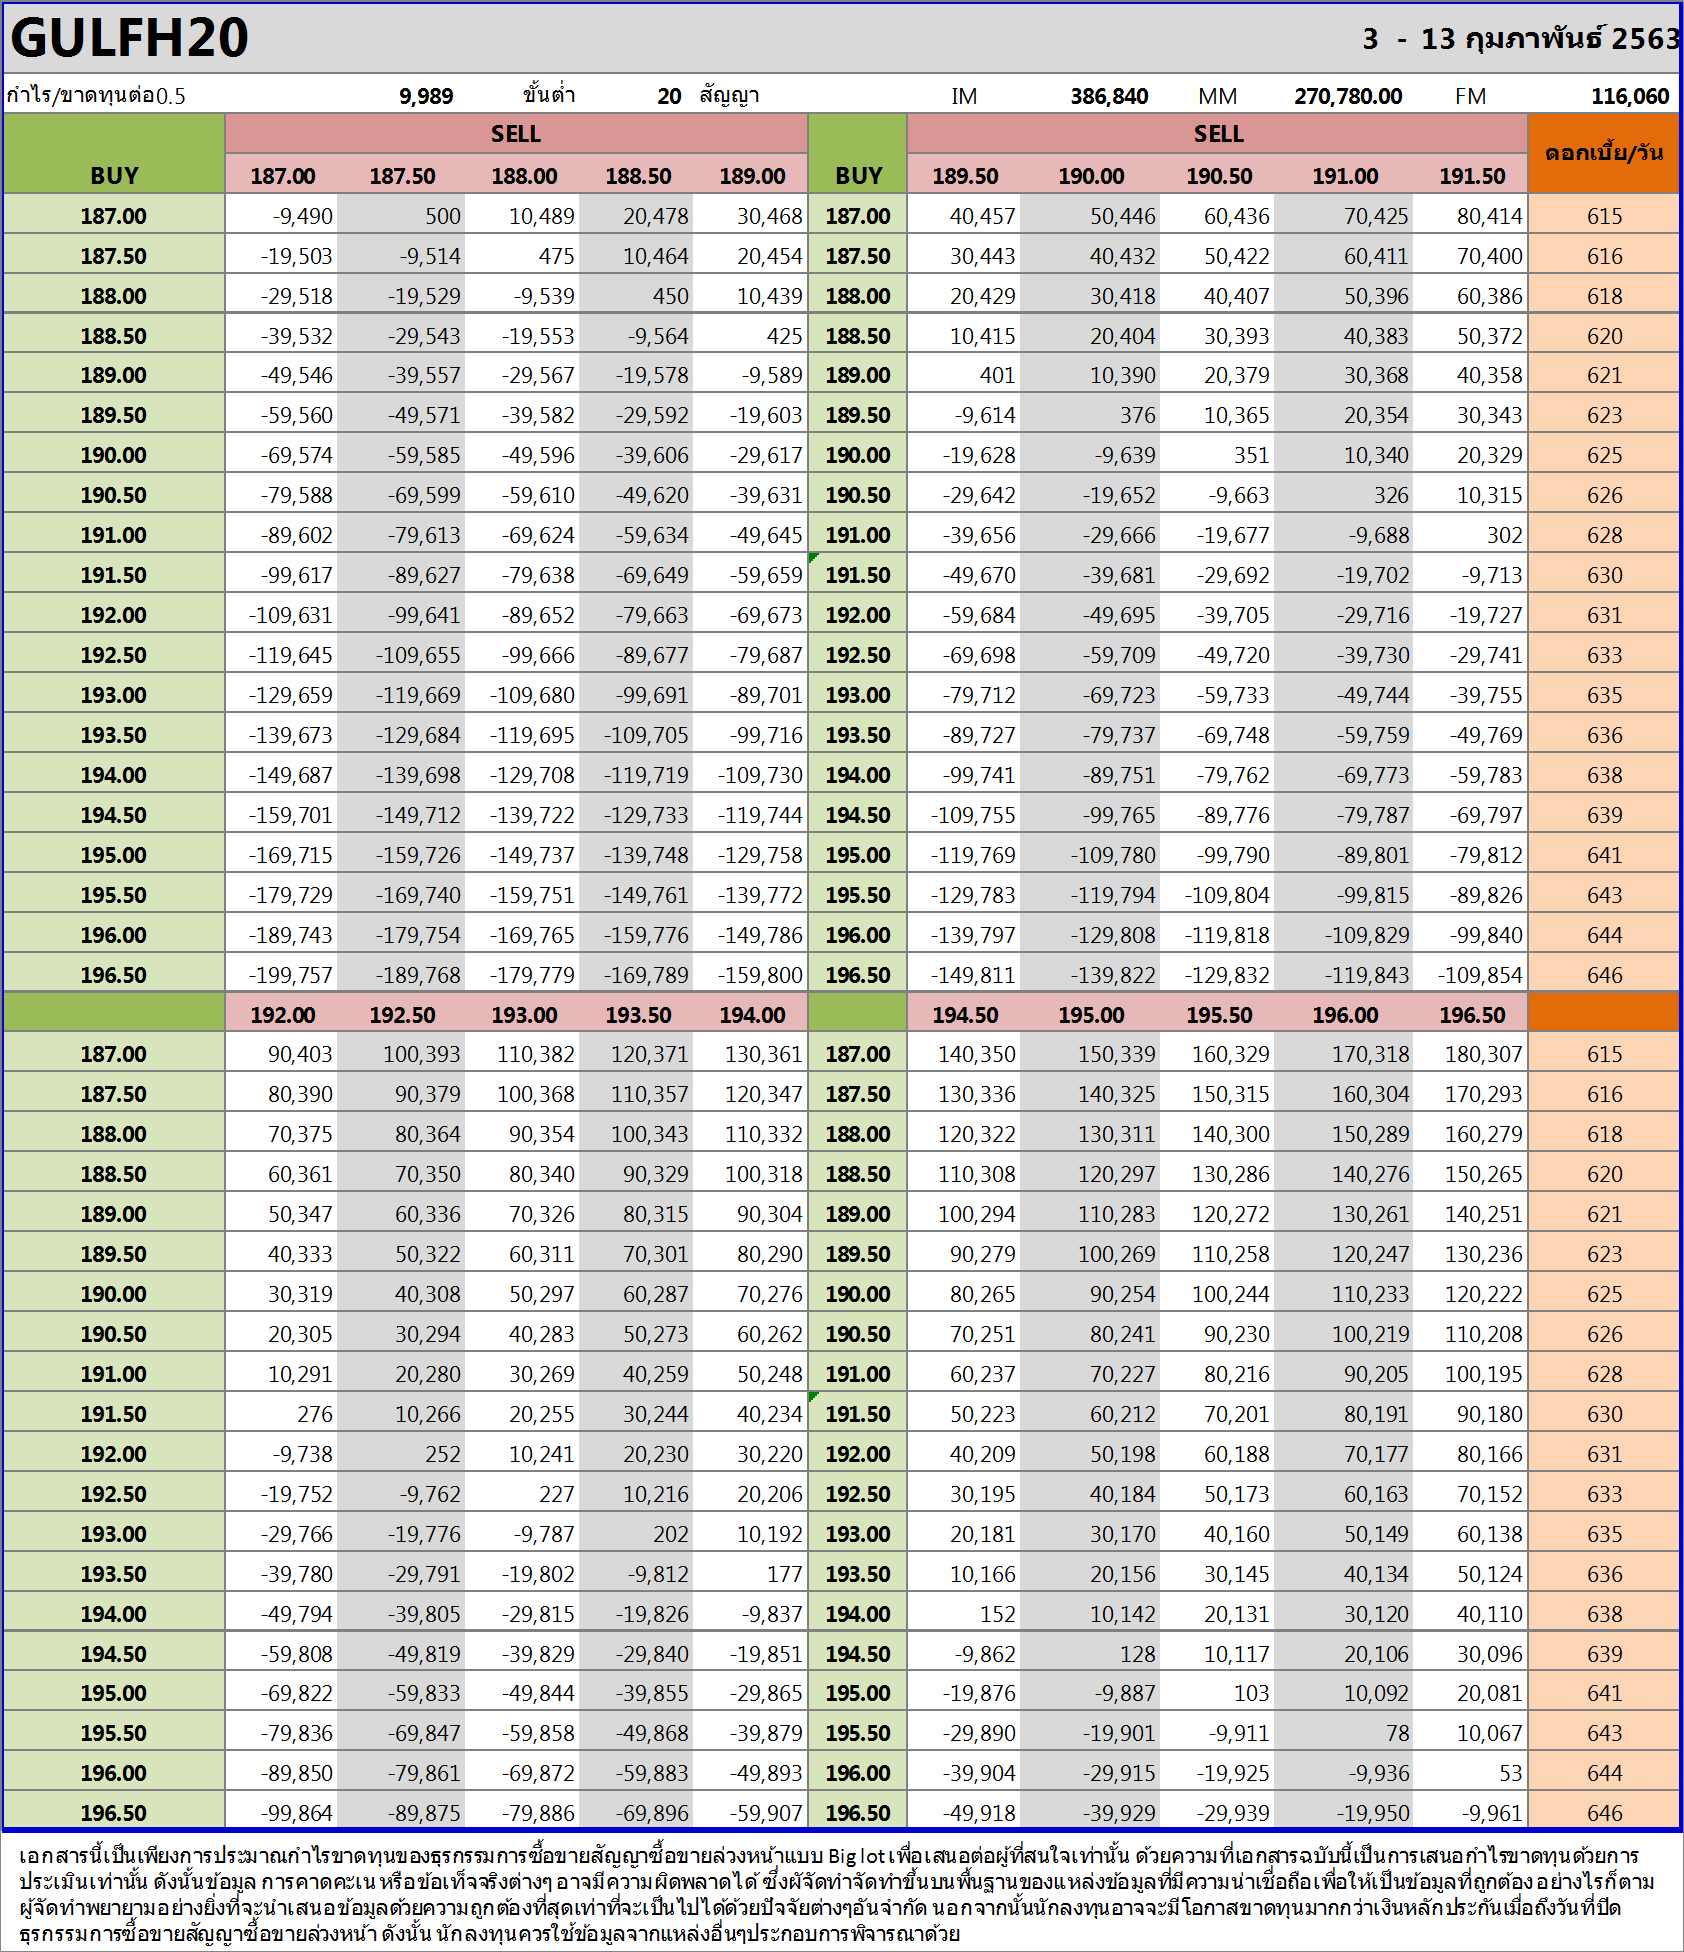 GULFH20 3 - 13 กุมภาพันธ์ 2563
กำไร/ขาดทุนต่อ0.5 9,989 ขั้นต่ำ 20 สัญญา IM 386,840 MM 270,780.00 FM 116,060
BUY SELL BUY SELL ดอกเบี้ย/วัน
187.00 187.50 188.00 188.50 189.00 189.50 190.00 190.50 191.00 191.50
187.00 -9,490 500 10,489 20,478 30,468 187.00 40,457 50,446 60,436 70,425 80,414 615
187.50 -19,503 -9,514 475 10,464 20,454 187.50 30,443 40,432 50,422 60,411 70,400 616
188.00 -29,518 -19,529 -9,539 450 10,439 188.00 20,429 30,418 40,407 50,396 60,386 618
188.50 -39,532 -29,543 -19,553 -9,564 425 188.50 10,415 20,404 30,393 40,383 50,372 620
189.00 -49,546 -39,557 -29,567 -19,578 -9,589 189.00 401 10,390 20,379 30,368 40,358 621
189.50 -59,560 -49,571 -39,582 -29,592 -19,603 189.50 -9,614 376 10,365 20,354 30,343 623
190.00 -69,574 -59,585 -49,596 -39,606 -29,617 190.00 -19,628 -9,639 351 10,340 20,329 625
190.50 -79,588 -69,599 -59,610 -49,620 -39,631 190.50 -29,642 -19,652 -9,663 326 10,315 626
191.00 -89,602 -79,613 -69,624 -59,634 -49,645 191.00 -39,656 -29,666 -19,677 -9,688 302 628
191.50 -99,617 -89,627 -79,638 -69,649 -59,659 191.50 -49,670 -39,681 -29,692 -19,702 -9,713 630
192.00 -109,631 -99,641 -89,652 -79,663 -69,673 192.00 -59,684 -49,695 -39,705 -29,716 -19,727 631
192.50 -119,645 -109,655 -99,666 -89,677 -79,687 192.50 -69,698 -59,709 -49,720 -39,730 -29,741 633
193.00 -129,659 -119,669 -109,680 -99,691 -89,701 193.00 -79,712 -69,723 -59,733 -49,744 -39,755 635
193.50 -139,673 -129,684 -119,695 -109,705 -99,716 193.50 -89,727 -79,737 -69,748 -59,759 -49,769 636
194.00 -149,687 -139,698 -129,708 -119,719 -109,730 194.00 -99,741 -89,751 -79,762 -69,773 -59,783 638
194.50 -159,701 -149,712 -139,722 -129,733 -119,744 194.50 -109,755 -99,765 -89,776 -79,787 -69,797 639
195.00 -169,715 -159,726 -149,737 -139,748 -129,758 195.00 -119,769 -109,780 -99,790 -89,801 -79,812 641
195.50 -179,729 -169,740 -159,751 -149,761 -139,772 195.50 -129,783 -119,794 -109,804 -99,815 -89,826 643
196.00 -189,743 -179,754 -169,765 -159,776 -149,786 196.00 -139,797 -129,808 -119,818 -109,829 -99,840 644
196.50 -199,757 -189,768 -179,779 -169,789 -159,800 196.50 -149,811 -139,822 -129,832 -119,843 -109,854 646
192.00 192.50 193.00 193.50 194.00 194.50 195.00 195.50 196.00 196.50
187.00 90,403 100,393 110,382 120,371 130,361 187.00 140,350 150,339 160,329 170,318 180,307 615
187.50 80,390 90,379 100,368 110,357 120,347 187.50 130,336 140,325 150,315 160,304 170,293 616
188.00 70,375 80,364 90,354 100,343 110,332 188.00 120,322 130,311 140,300 150,289 160,279 618
188.50 60,361 70,350 80,340 90,329 100,318 188.50 110,308 120,297 130,286 140,276 150,265 620
189.00 50,347 60,336 70,326 80,315 90,304 189.00 100,294 110,283 120,272 130,261 140,251 621
189.50 40,333 50,322 60,311 70,301 80,290 189.50 90,279 100,269 110,258 120,247 130,236 623
190.00 30,319 40,308 50,297 60,287 70,276 190.00 80,265 90,254 100,244 110,233 120,222 625
190.50 20,305 30,294 40,283 50,273 60,262 190.50 70,251 80,241 90,230 100,219 110,208 626
191.00 10,291 20,280 30,269 40,259 50,248 191.00 60,237 70,227 80,216 90,205 100,195 628
191.50 276 10,266 20,255 30,244 40,234 191.50 50,223 60,212 70,201 80,191 90,180 630
192.00 -9,738 252 10,241 20,230 30,220 192.00 40,209 50,198 60,188 70,177 80,166 631
192.50 -19,752 -9,762 227 10,216 20,206 192.50 30,195 40,184 50,173 60,163 70,152 633
193.00 -29,766 -19,776 -9,787 202 10,192 193.00 20,181 30,170 40,160 50,149 60,138 635
193.50 -39,780 -29,791 -19,802 -9,812 177 193.50 10,166 20,156 30,145 40,134 50,124 636
194.00 -49,794 -39,805 -29,815 -19,826 -9,837 194.00 152 10,142 20,131 30,120 40,110 638
194.50 -59,808 -49,819 -39,829 -29,840 -19,851 194.50 -9,862 128 10,117 20,106 30,096 639
195.00 -69,822 -59,833 -49,844 -39,855 -29,865 195.00 -19,876 -9,887 103 10,092 20,081 641
195.50 -79,836 -69,847 -59,858 -49,868 -39,879 195.50 -29,890 -19,901 -9,911 78 10,067 643
196.00 -89,850 -79,861 -69,872 -59,883 -49,893 196.00 -39,904 -29,915 -19,925 -9,936 53 644
196.50 -99,864 -89,875 -79,886 -69,896 -59,907 196.50 -49,918 -39,929 -29,939 -19,950 -9,961 646
เอกสารนี้เป็นเพียงการประมาณกำไรขาดทุนของธุรกรรมการซื้อขายสัญญาซื้อขายล่วงหน้าแบบ Big lot เพื่อเสนอต่อผู้ที่สนใจเท่านั้น ด้วยความที่เอกสารฉบับนี้เป็นการเสนอกำไรขาดทุนด้วยการ
ประเมินเท่านั้น ดังนั้นข้อมูล การคาดคะเน หรือข้อเท็จจริงต่างๆ อาจมีความผิดพลาดได้ ซึ่งผู้จัดทำจัดทำขึ้นบนพื้นฐานของแหล่งข้อมูลที่มีความน่าเชื่อถือเพื่อให้เป็นข้อมูลที่ถูกต้อง อย่างไรก็ตาม
ผู้จัดทำพยายามอย่างยิ่งที่จะนำเสนอข้อมูลด้วยความถูกต้องที่สุดเท่าที่จะเป็นไปได้ด้วยปัจจัยต่างๆอันจำกัด นอกจากนั้นนักลงทุนอาจจะมีโอกาสขาดทุนมากกว่าเงินหลักประกันเมื่อถึงวันที่ปิด
ธุรกรรมการซื้อขายสัญญาซื้อขายล่วงหน้า ดังนั้น นักลงทุนควรใช้ข้อมูลจากแหล่งอื่นๆประกอบการพิจารณาด้วย